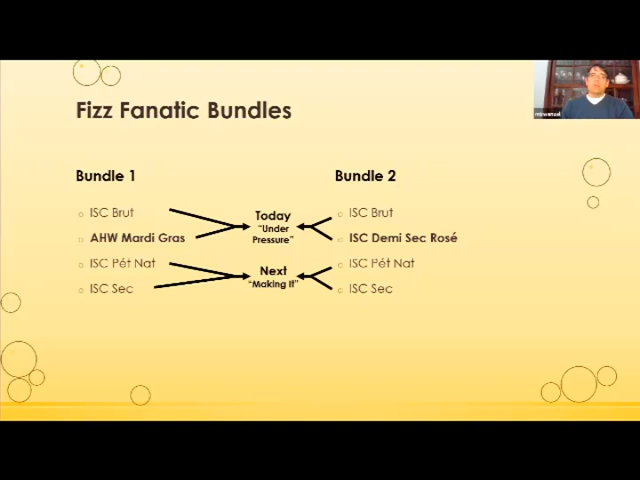 Fizz Fanatic Bundles
Bundle 1
ISC Brut
AHW Mardi Gras
ISC Pét Nat
ISC Sec
Today
"Under
Pressure"
Next
"Making It"
Bundle 2
ISC Brut
ISC Demi Sec Rosé
ISC Pét Nat
ISC Sec